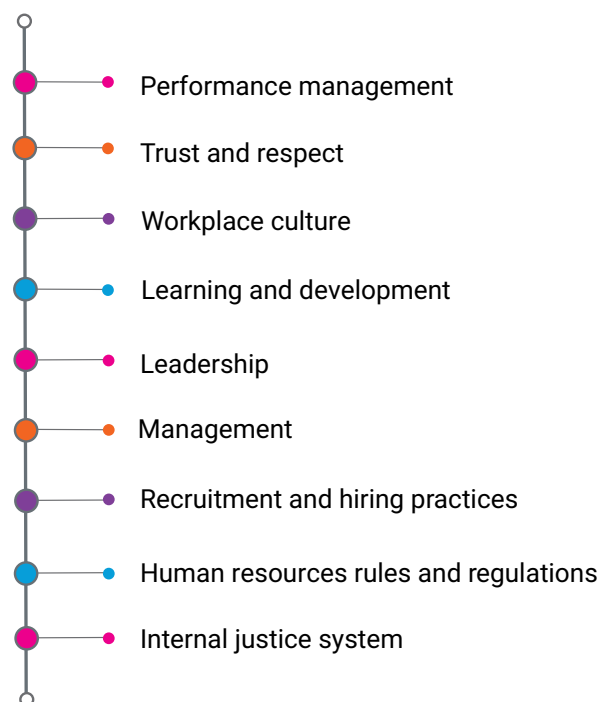 Performance management
Trust and respect
Workplace culture
Learning and development
Leadership
Management
Recruitment and hiring practices
Human resources rules and regulations
Internal justice system